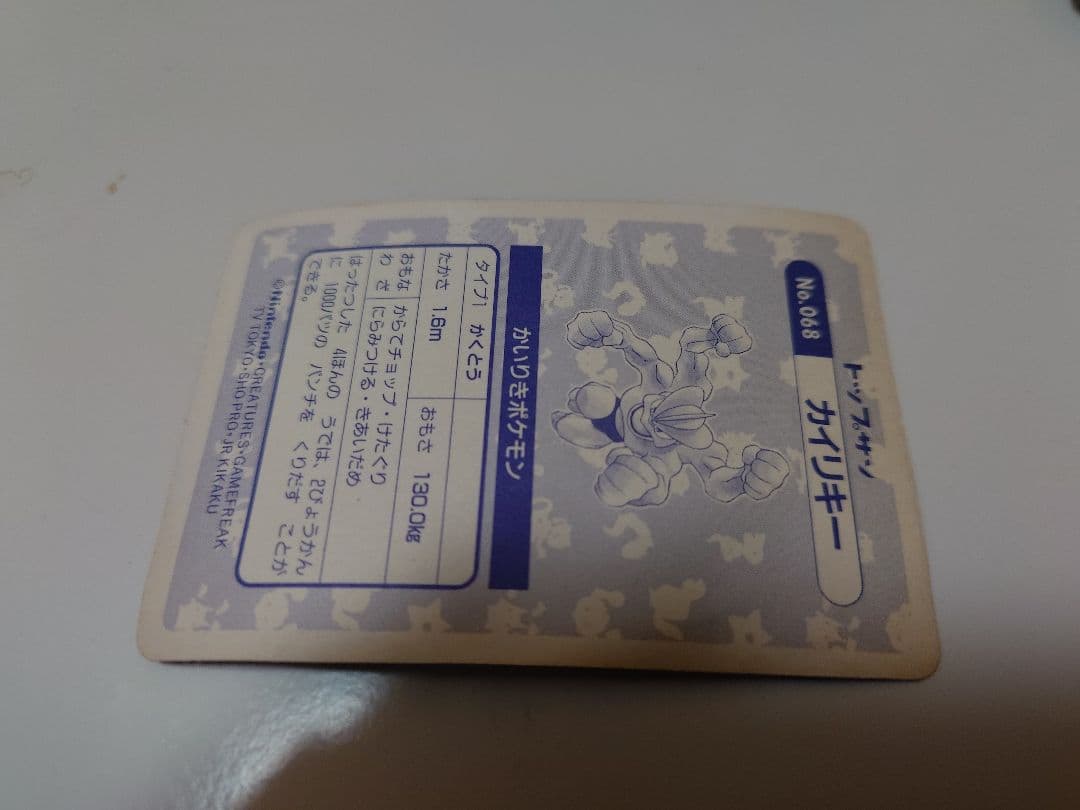 トップサン
No.068 カイリキー
かいりきポケモン
タイプ1 かくとう
たかさ 1.6m おもさ 130.0kg
おもな わ さ からてチョップ・けたぐり
にらみつける・きあいだめ
はったつした 4ほんの うでは、2びょうかん
に 1000パツの パンチを くりだす ことが
できる。
©Nintendo・CREATURES・GAMEFREAK
TV TOKYO・SHO PRO・JR KIKAKU